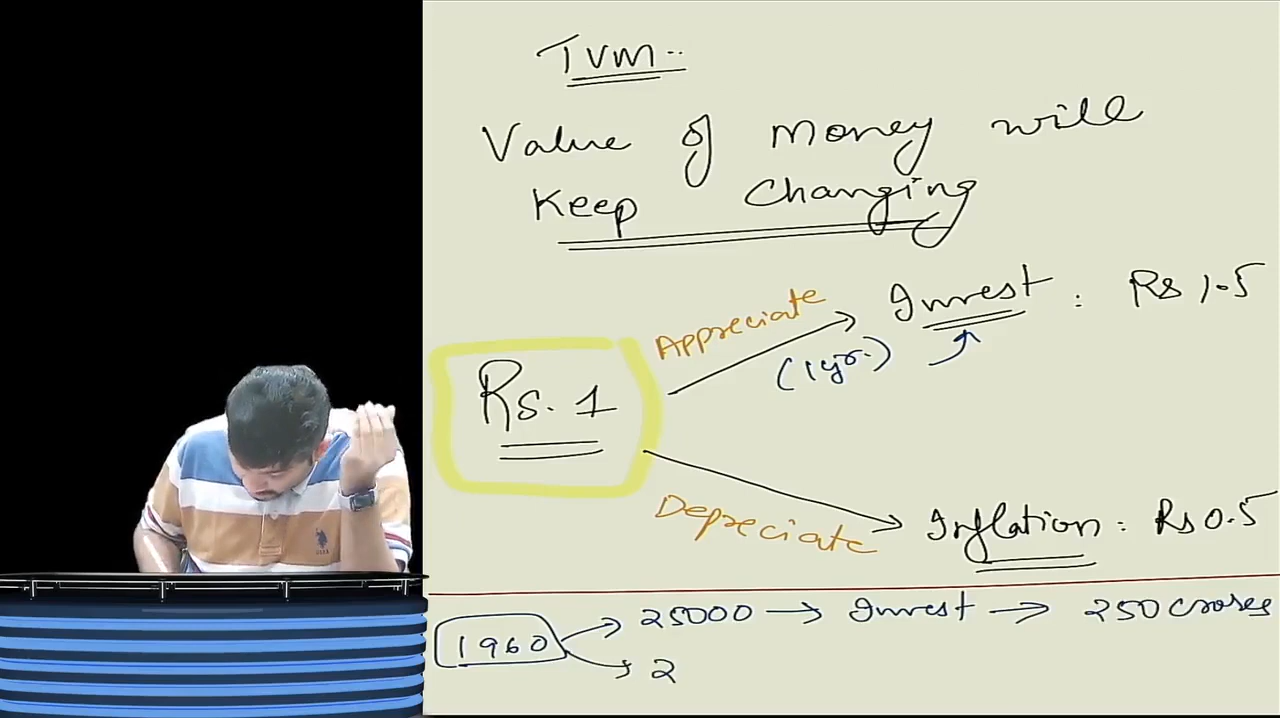 TVM..
Value of Money will
Keep Changing
Appreciate
Invest : Rs 1.5
(1yr.)
Rs. 1
Depreciate
Inflation : Rs 0.5
1960
25000 → Invest → 250 crores
2